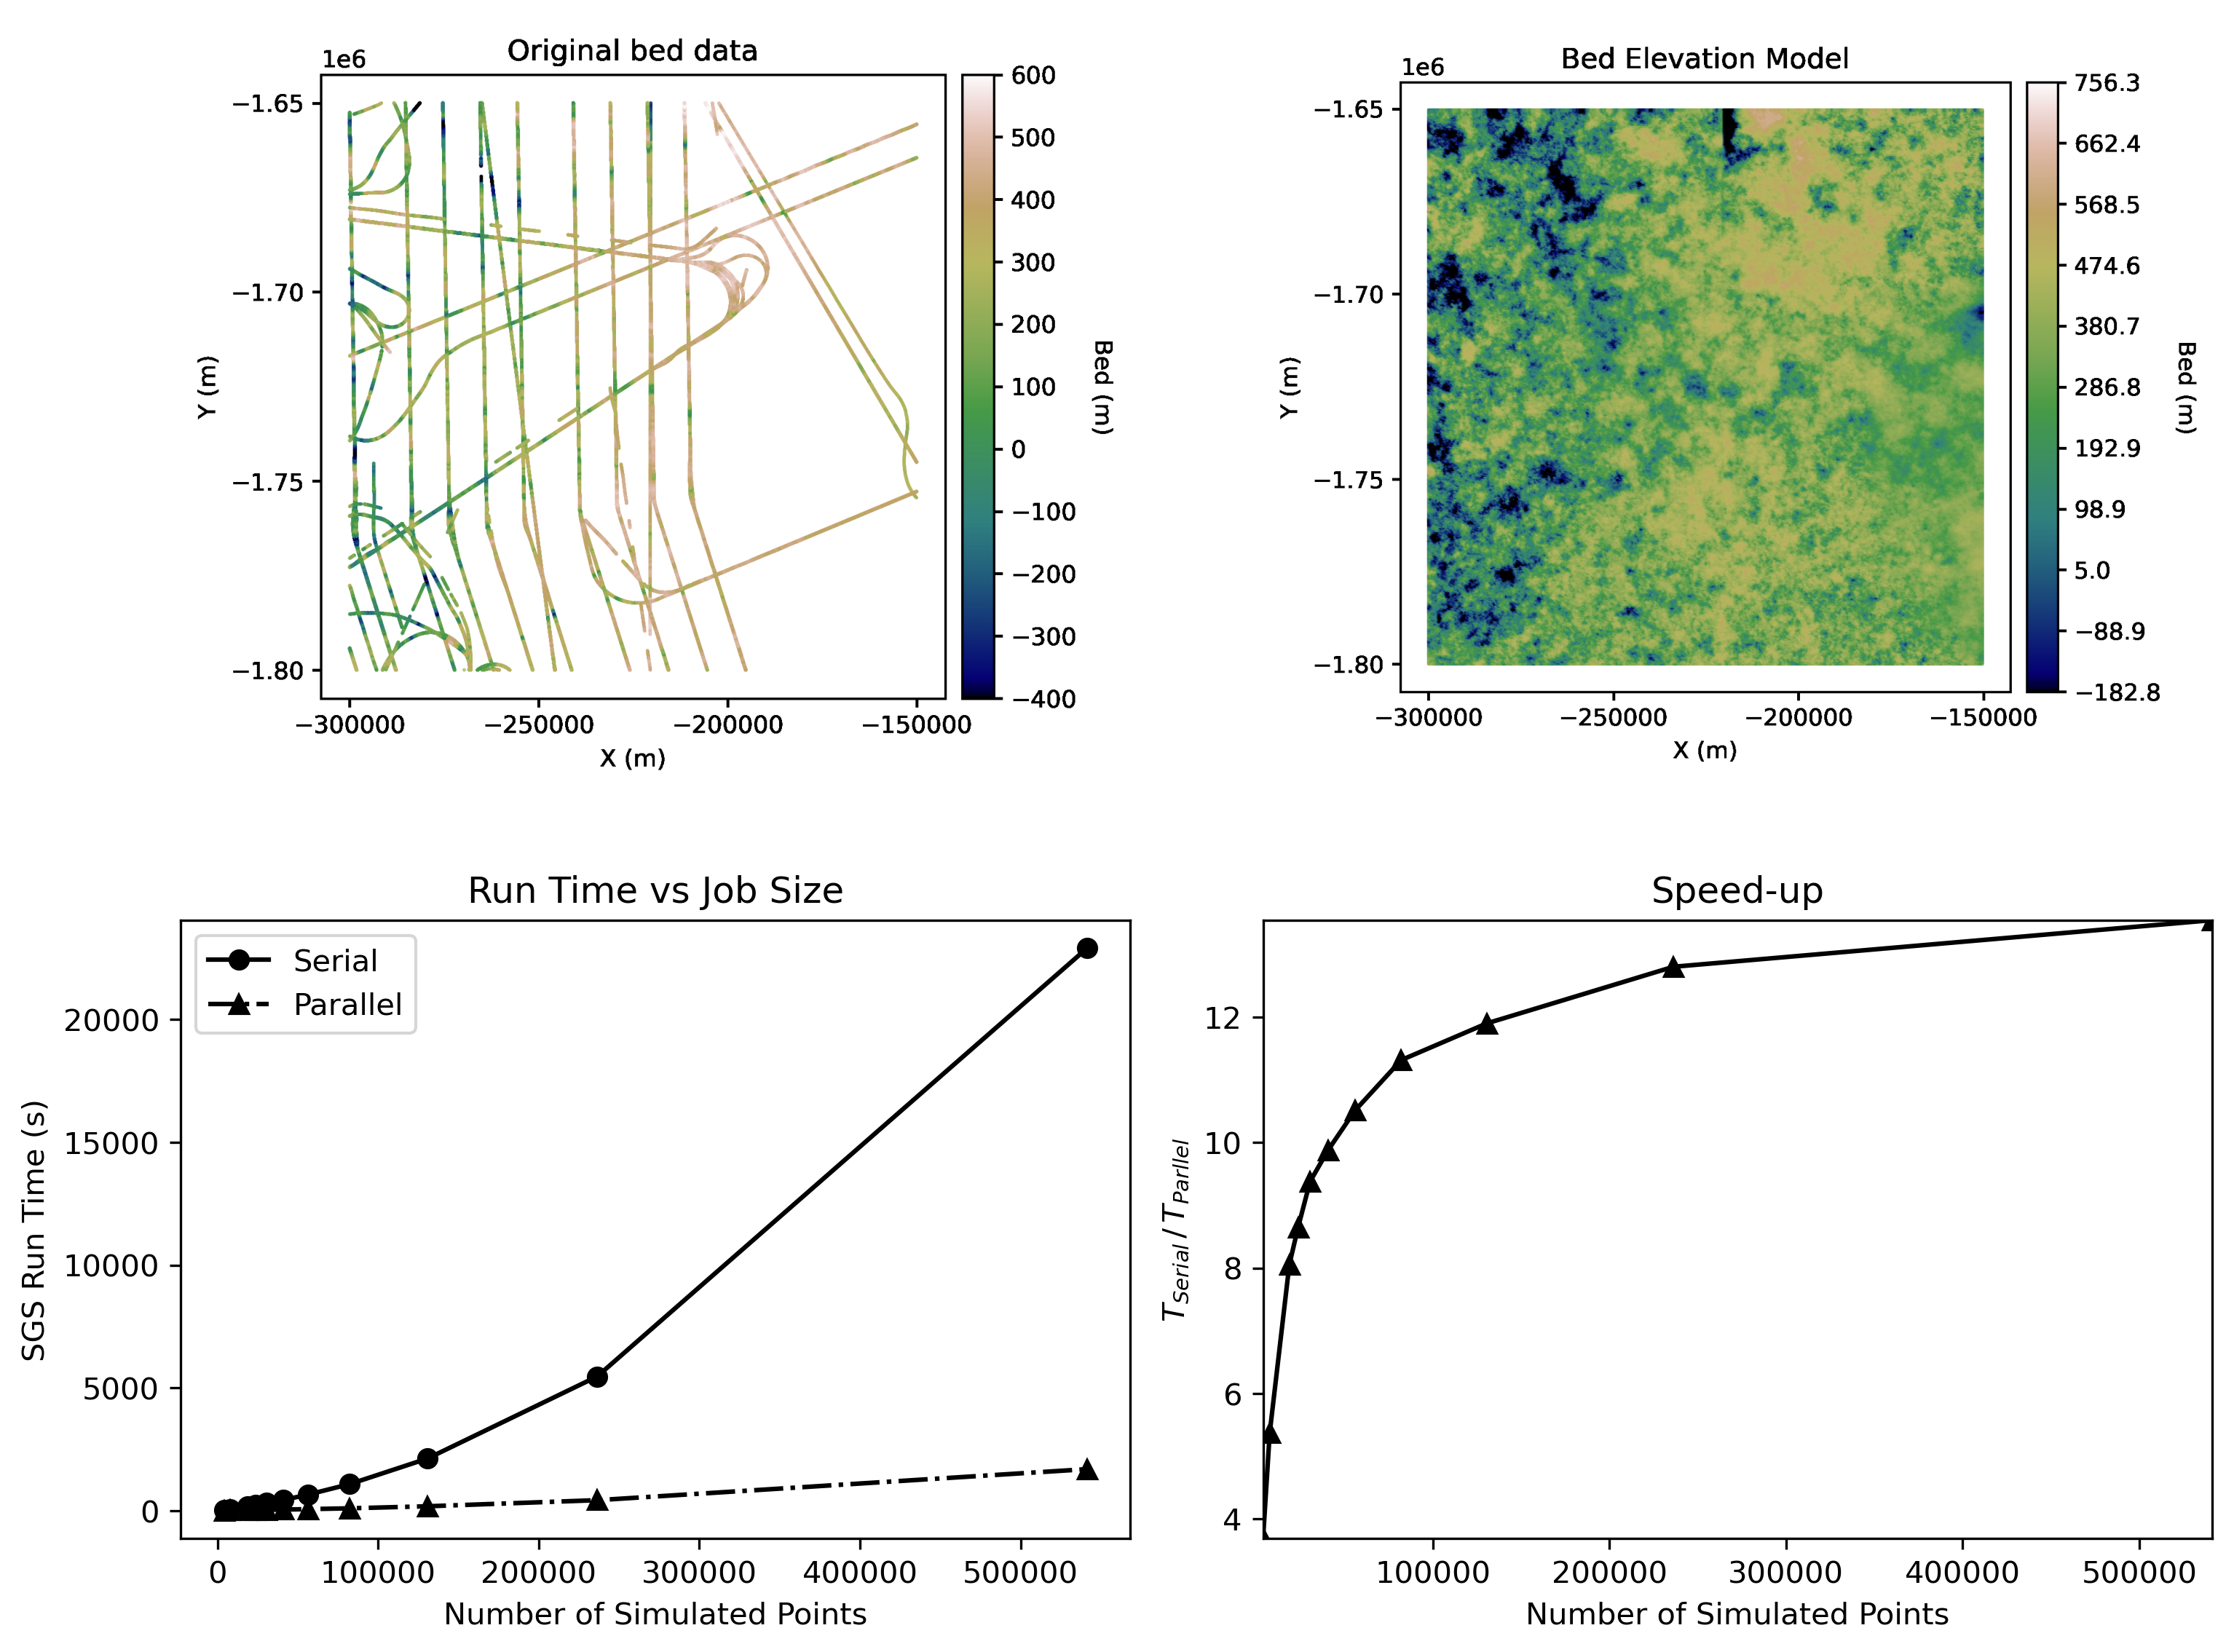 Original bed data
1e6
−1.65
−1.70
−1.75
−1.80
Y (m)
−300000 −250000 −200000 −150000
X (m)
600
500
400
300
200
100
0
−100
−200
−300
−400
Bed (m)
Bed Elevation Model
1e6
−1.65
−1.70
−1.75
−1.80
Y (m)
−300000 −250000 −200000 −150000
X (m)
756.3
662.4
568.5
474.6
380.7
286.8
192.9
98.9
5.0
−88.9
−182.8
Bed (m)
Run Time vs Job Size
Serial
Parallel
20000
15000
10000
5000
0
SGS Run Time (s)
0 100000 200000 300000 400000 500000
Number of Simulated Points
Speed-up
12
10
8
6
4
T_Serial / T_Parllel
100000 200000 300000 400000 500000
Number of Simulated Points